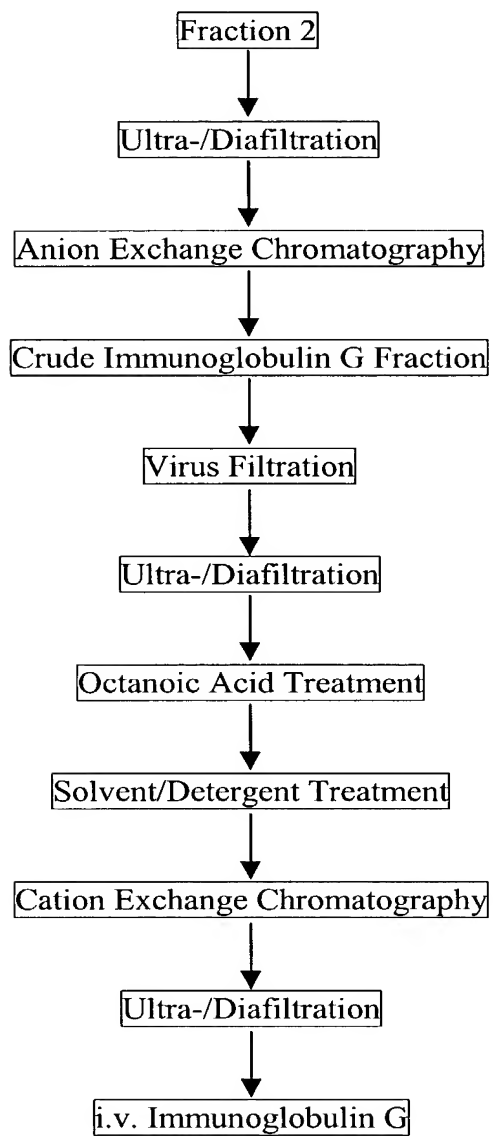 Fraction 2
Ultra-/Diafiltration
Anion Exchange Chromatography
Crude Immunoglobulin G Fraction
Virus Filtration
Ultra-/Diafiltration
Octanoic Acid Treatment
Solvent/Detergent Treatment
Cation Exchange Chromatography
Ultra-/Diafiltration
i.v. Immunoglobulin G